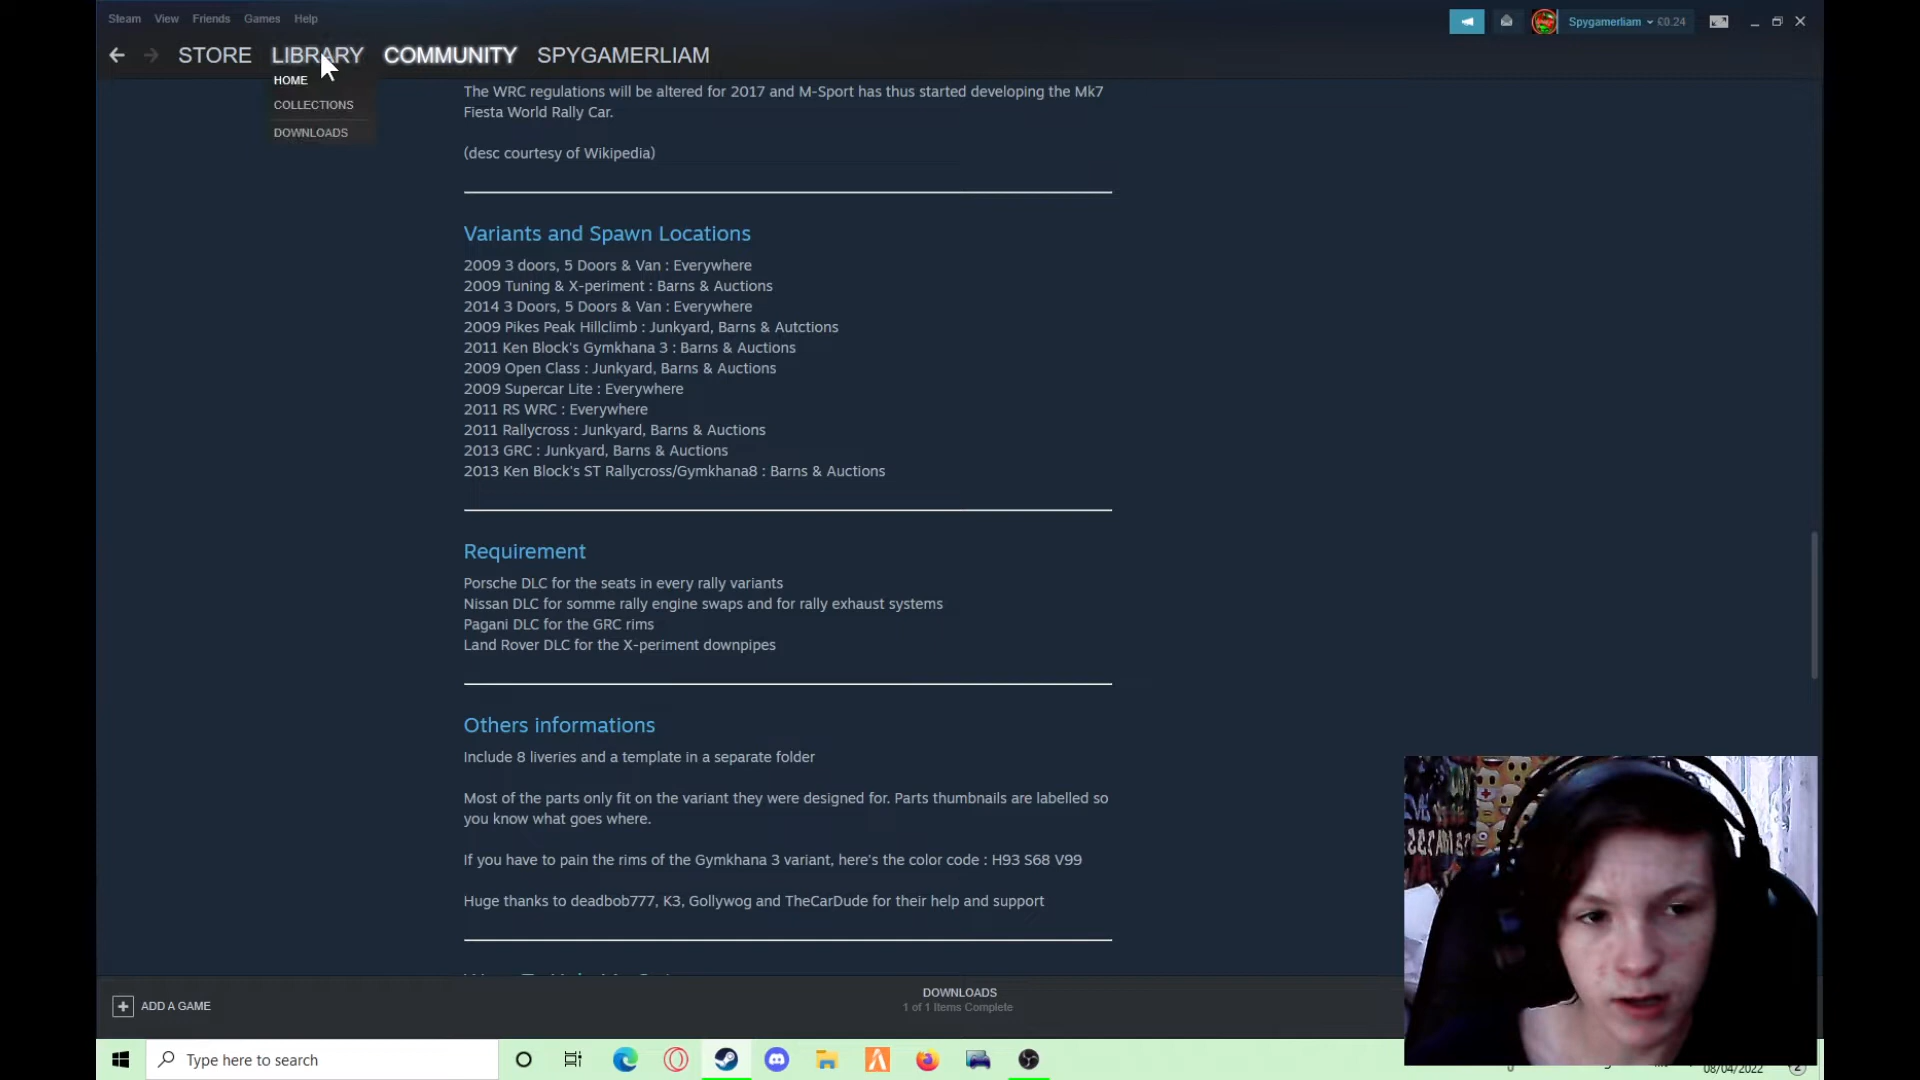 Steam View Friends Games Help
Spygamerliam £0.24
STORE LIBRARY COMMUNITY SPYGAMERLIAM
HOME
COLLECTIONS
DOWNLOADS
The WRC regulations will be altered for 2017 and M-Sport has thus started developing the Mk7
Fiesta World Rally Car.
(desc courtesy of Wikipedia)
Variants and Spawn Locations
2009 3 doors, 5 Doors & Van : Everywhere
2009 Tuning & X-periment : Barns & Auctions
2014 3 Doors, 5 Doors & Van : Everywhere
2009 Pikes Peak Hillclimb : Junkyard, Barns & Autctions
2011 Ken Block's Gymkhana 3 : Barns & Auctions
2009 Open Class : Junkyard, Barns & Auctions
2009 Supercar Lite : Everywhere
2011 RS WRC : Everywhere
2011 Rallycross : Junkyard, Barns & Auctions
2013 GRC : Junkyard, Barns & Auctions
2013 Ken Block's ST Rallycross/Gymkhana8 : Barns & Auctions
Requirement
Porsche DLC for the seats in every rally variants
Nissan DLC for somme rally engine swaps and for rally exhaust systems
Pagani DLC for the GRC rims
Land Rover DLC for the X-periment downpipes
Others informations
Include 8 liveries and a template in a separate folder
Most of the parts only fit on the variant they were designed for. Parts thumbnails are labelled so
you know what goes where.
If you have to pain the rims of the Gymkhana 3 variant, here's the color code : H93 S68 V99
Huge thanks to deadbob777, K3, Gollywog and TheCarDude for their help and support
ADD A GAME
DOWNLOADS
1 of 1 Items Complete
Type here to search
08/04/2022
2